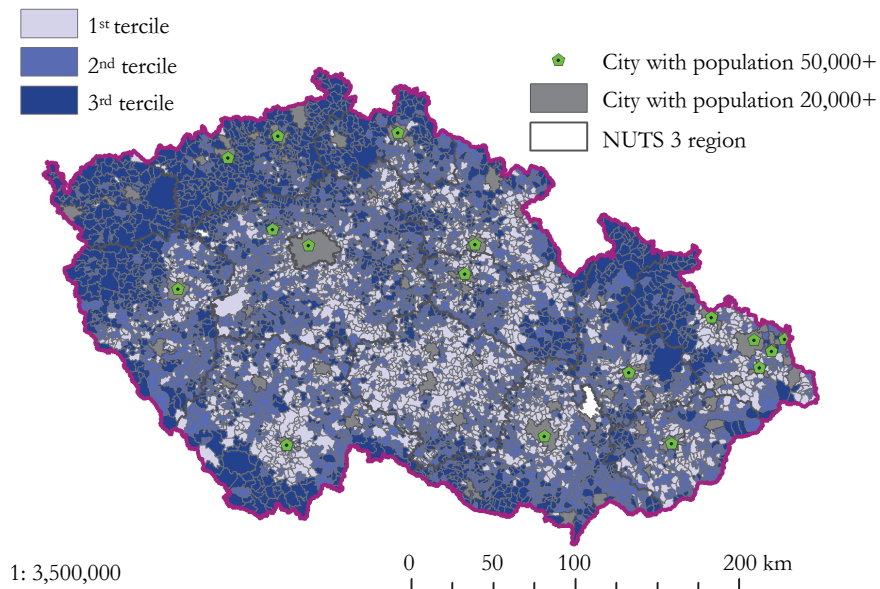 1st tercile
2nd tercile
3rd tercile
City with population 50,000+
City with population 20,000+
NUTS 3 region
1: 3,500,000
0 50 100 200 km